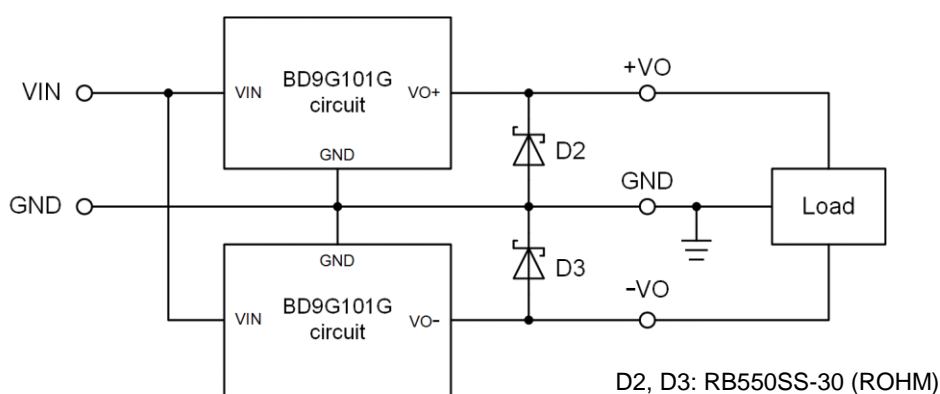 BD9G101G
circuit
VIN
VIN
VO+
+VO
GND
D2
GND
GND
Load
GND
D3
BD9G101G
circuit
VIN
VO−
−VO
D2, D3: RB550SS-30 (ROHM)